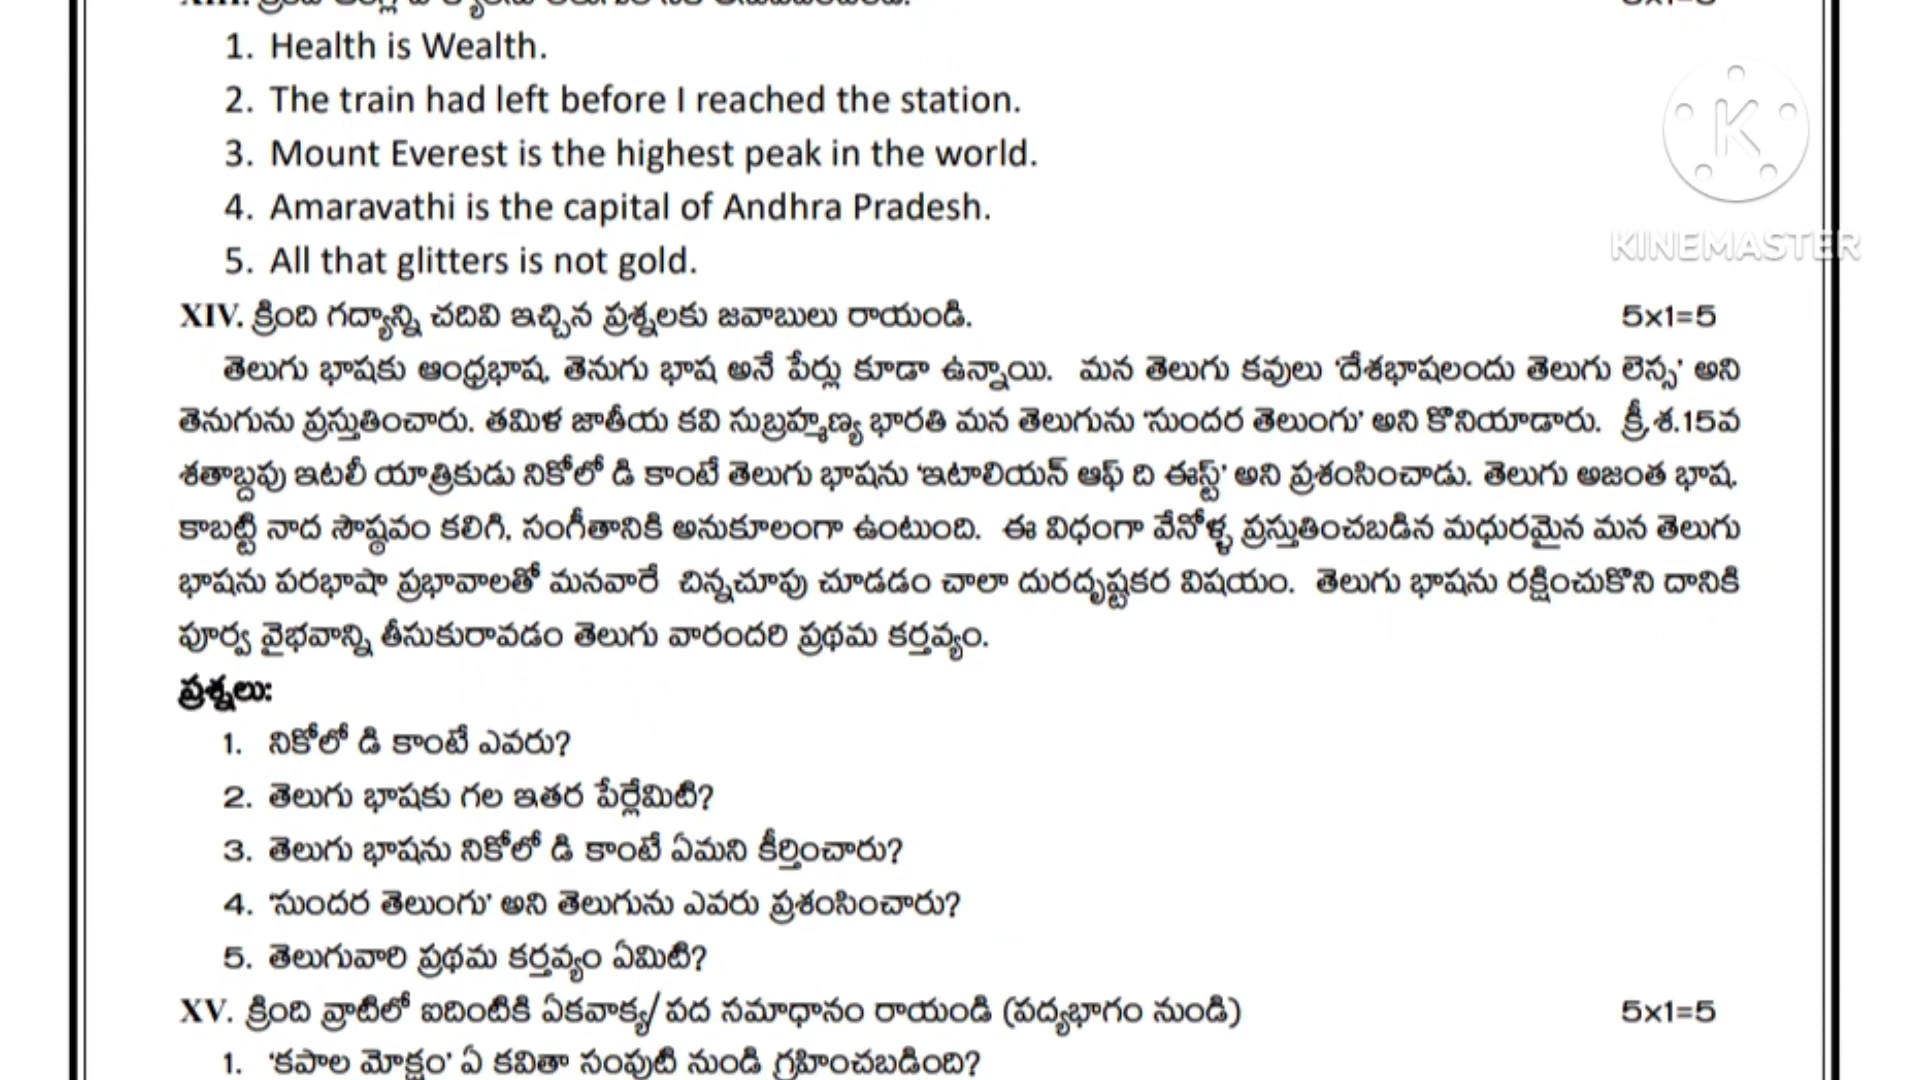 XIII. క్రింది ఆంగ్ల వాక్యాలను తెలుగులోనికి అనువదించండి. 5x1=5
1. Health is Wealth.
2. The train had left before I reached the station.
3. Mount Everest is the highest peak in the world.
4. Amaravathi is the capital of Andhra Pradesh.
5. All that glitters is not gold.
KINEMASTER
XIV. క్రింది గద్యాన్ని చదివి ఇచ్చిన ప్రశ్నలకు జవాబులు రాయండి. 5x1=5
తెలుగు భాషకు ఆంధ్రభాష, తెనుగు భాష అనే పేర్లు కూడా ఉన్నాయి. మన తెలుగు కవులు ‘దేశభాషలందు తెలుగు లెస్స’ అని
తెనుగును ప్రస్తుతించారు. తమిళ జాతీయ కవి సుబ్రహ్మణ్య భారతి మన తెలుగును ‘సుందర తెలుంగు’ అని కొనియాడారు. క్రీ.శ.15వ
శతాబ్దపు ఇటలీ యాత్రికుడు నికోలో డి కాంటే తెలుగు భాషను ‘ఇటాలియన్ ఆఫ్ ది ఈస్ట్’ అని ప్రశంసించాడు. తెలుగు అజంత భాష.
కాబట్టి నాద సౌష్ఠవం కలిగి, సంగీతానికి అనుకూలంగా ఉంటుంది. ఈ విధంగా వేనోళ్ళ ప్రస్తుతించబడిన మధురమైన మన తెలుగు
భాషను పరభాషా ప్రభావాలతో మనవారే చిన్నచూపు చూడడం చాలా దురదృష్టకర విషయం. తెలుగు భాషను రక్షించుకొని దానికి
పూర్వ వైభవాన్ని తీసుకురావడం తెలుగు వారందరి ప్రథమ కర్తవ్యం.
ప్రశ్నలు:
1. నికోలో డి కాంటే ఎవరు?
2. తెలుగు భాషకు గల ఇతర పేర్లేమిటి?
3. తెలుగు భాషను నికోలో డి కాంటే ఏమని కీర్తించారు?
4. ‘సుందర తెలుంగు’ అని తెలుగును ఎవరు ప్రశంసించారు?
5. తెలుగువారి ప్రథమ కర్తవ్యం ఏమిటి?
XV. క్రింది వ్రాటిలో ఐదింటికి ఏకవాక్య/ పద సమాధానం రాయండి (పద్యభాగం నుండి) 5x1=5
1. ‘కపాల మోక్షం’ ఏ కవితా సంపుటి నుండి గ్రహించబడింది?